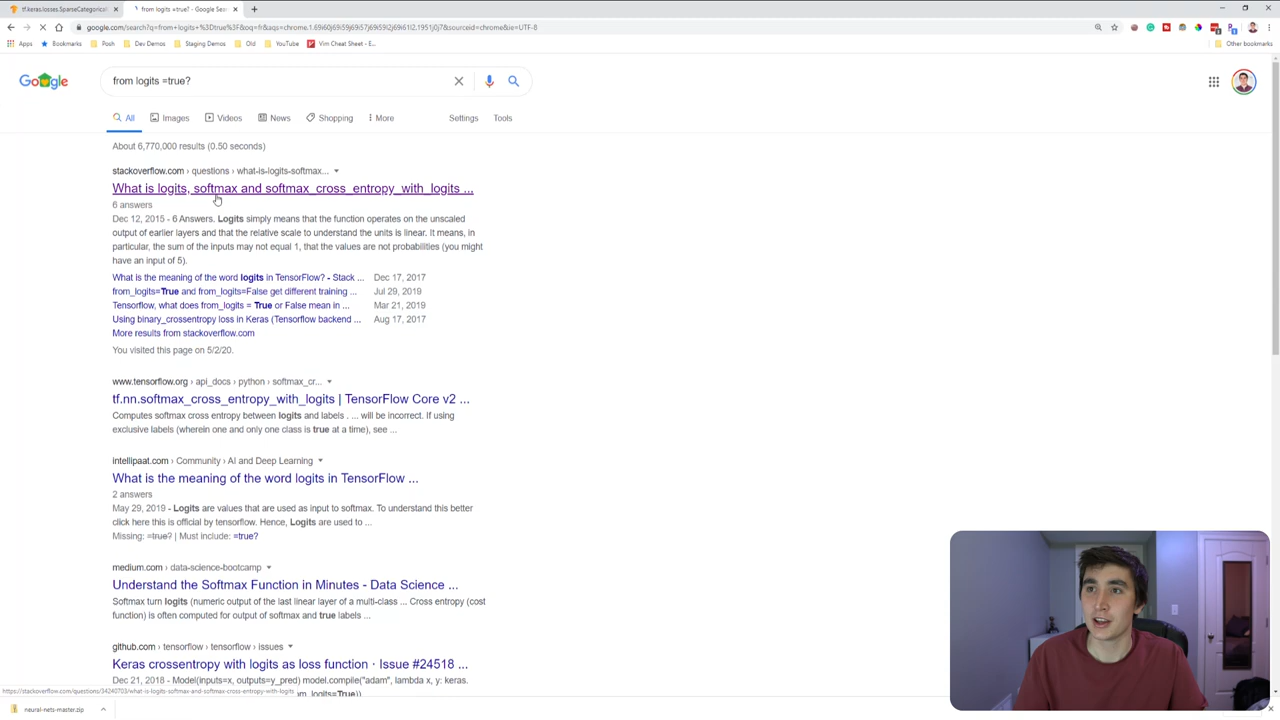 tf.keras.losses.SparseCategorical
from logits =true? - Google Sear
google.com/search?q=from+logits+%3Dtrue%3F&oq=fr&aqs=chrome.1.69i60j69i59j69i57j69i59j69i61l2.1951j0j7&sourceid=chrome&ie=UTF-8
Apps Bookmarks Posh Dev Demos Staging Demos Old YouTube Vim Cheat Sheet - E... Other bookmarks
Google
from logits =true?
All Images Videos News Shopping More Settings Tools
About 6,770,000 results (0.50 seconds)
stackoverflow.com › questions › what-is-logits-softmax...
What is logits, softmax and softmax_cross_entropy_with_logits ...
6 answers
Dec 12, 2015 - 6 Answers. Logits simply means that the function operates on the unscaled
output of earlier layers and that the relative scale to understand the units is linear. It means, in
particular, the sum of the inputs may not equal 1, that the values are not probabilities (you might
have an input of 5).
What is the meaning of the word logits in TensorFlow? - Stack ... Dec 17, 2017
from_logits=True and from_logits=False get different training ... Jul 29, 2019
Tensorflow, what does from_logits = True or False mean in ... Mar 21, 2019
Using binary_crossentropy loss in Keras (Tensorflow backend ... Aug 17, 2017
More results from stackoverflow.com
You visited this page on 5/2/20.
www.tensorflow.org › api_docs › python › softmax_cr...
tf.nn.softmax_cross_entropy_with_logits | TensorFlow Core v2 ...
Computes softmax cross entropy between logits and labels . ... will be incorrect. If using
exclusive labels (wherein one and only one class is true at a time), see ...
intellipaat.com › Community › AI and Deep Learning
What is the meaning of the word logits in TensorFlow ...
2 answers
May 29, 2019 - Logits are values that are used as input to softmax. To understand this better
click here this is official by tensorflow. Hence, Logits are used to ...
Missing: =true? | Must include: =true?
medium.com › data-science-bootcamp
Understand the Softmax Function in Minutes - Data Science ...
Softmax turn logits (numeric output of the last linear layer of a multi-class ... Cross entropy (cost
function) is often computed for output of softmax and true labels ...
github.com › tensorflow › tensorflow › issues
Keras crossentropy with logits as loss function · Issue #24518 ...
Dec 21, 2018 - Model(inputs=x, outputs=y_pred) model.compile("adam", lambda x, y: keras.
https://stackoverflow.com/questions/34240703/what-is-logits-softmax-and-softmax-cross-entropy-with-logits
m_logits=True))
neural-nets-master.zip